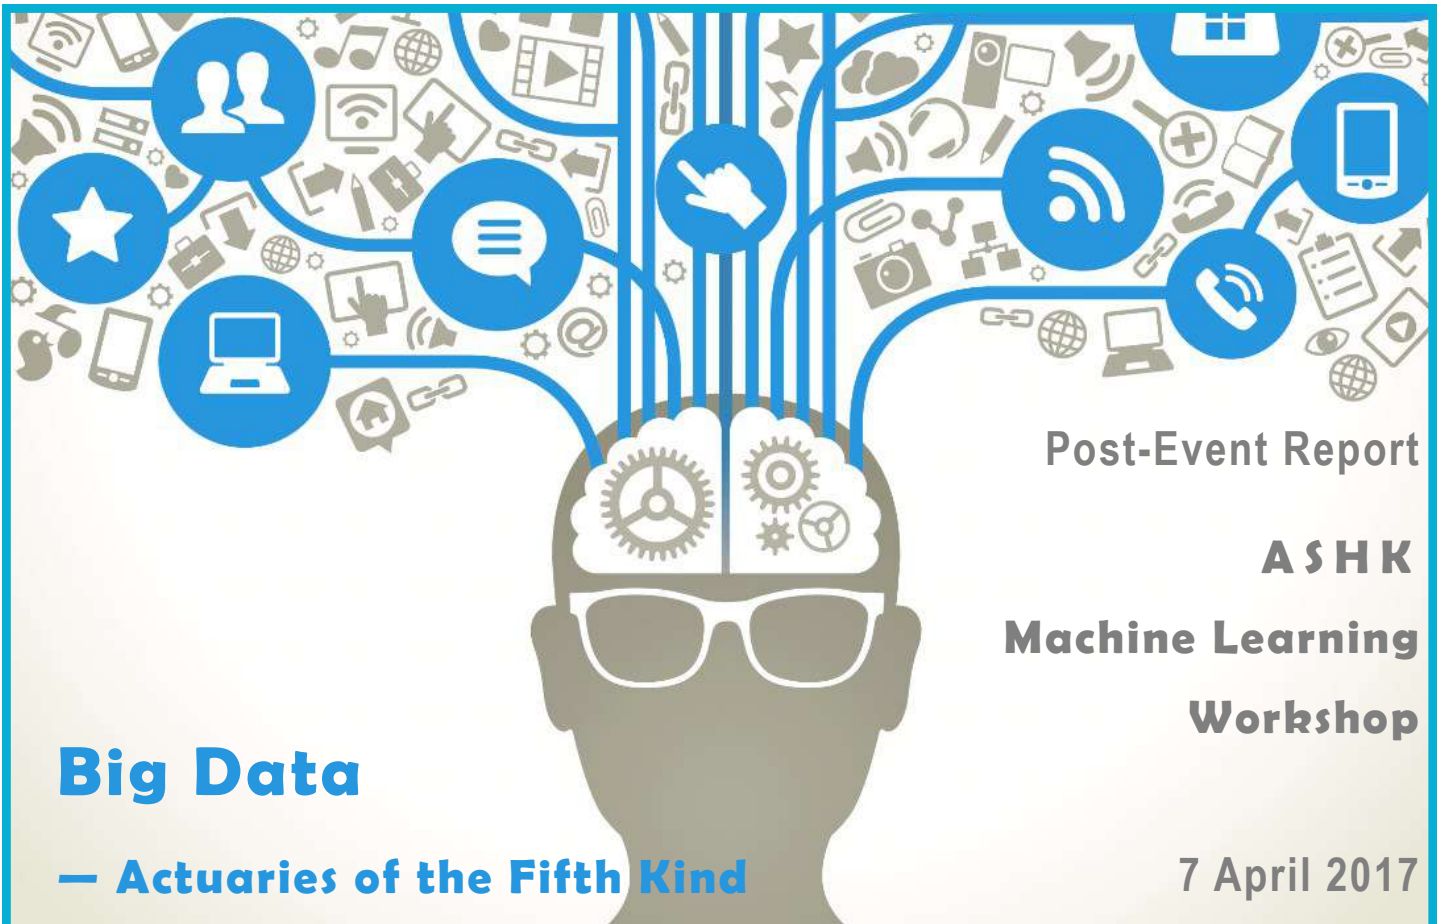 Post-Event Report
ASHK
Machine Learning
Workshop
Big Data
— Actuaries of the Fifth Kind
7 April 2017